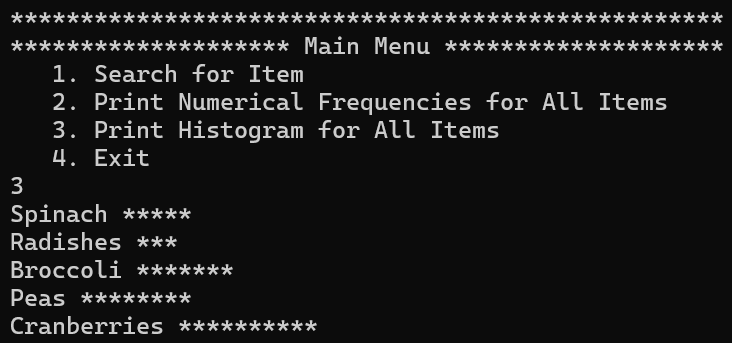 ***************************************************
******************** Main Menu ********************
   1. Search for Item
   2. Print Numerical Frequencies for All Items
   3. Print Histogram for All Items
   4. Exit
3
Spinach *****
Radishes ***
Broccoli *******
Peas ********
Cranberries **********